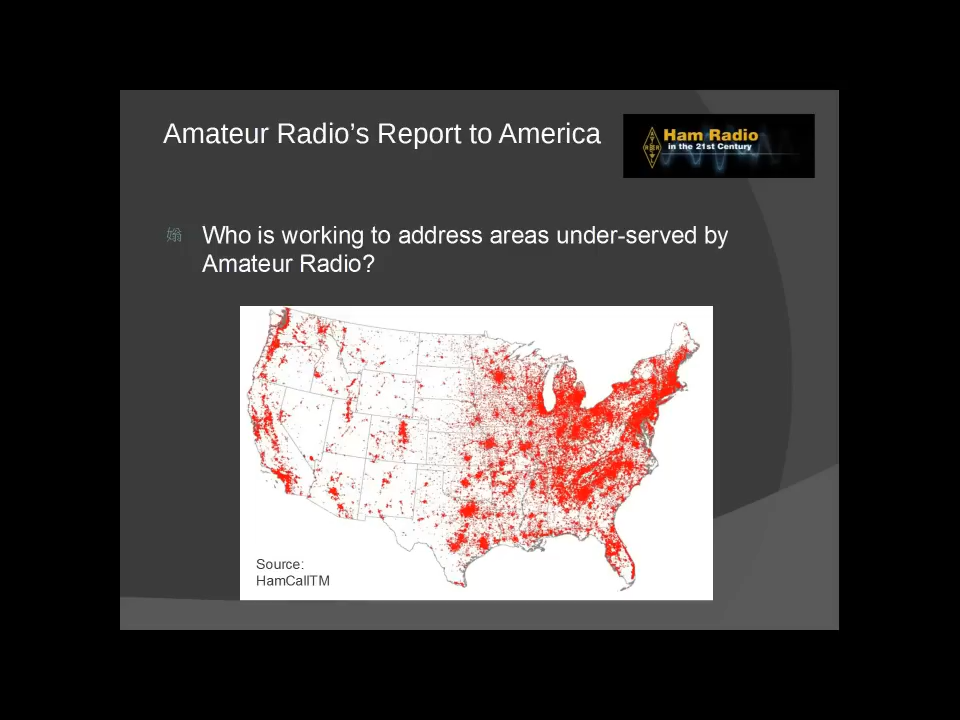 Amateur Radio’s Report to America
Ham Radio
in the 21st Century
Who is working to address areas under-served by
Amateur Radio?
Source:
HamCallTM